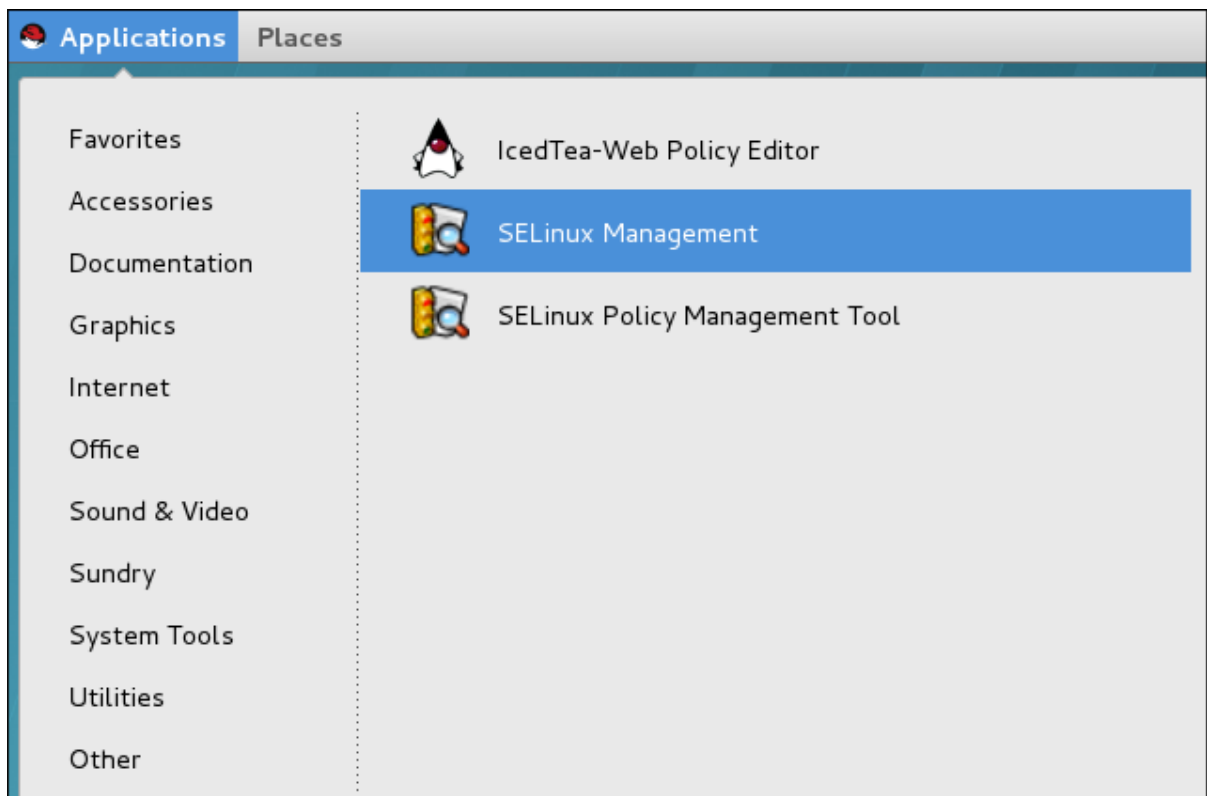 Applications Places
Favorites
Accessories
Documentation
Graphics
Internet
Office
Sound & Video
Sundry
System Tools
Utilities
Other
IcedTea-Web Policy Editor
SELinux Management
SELinux Policy Management Tool